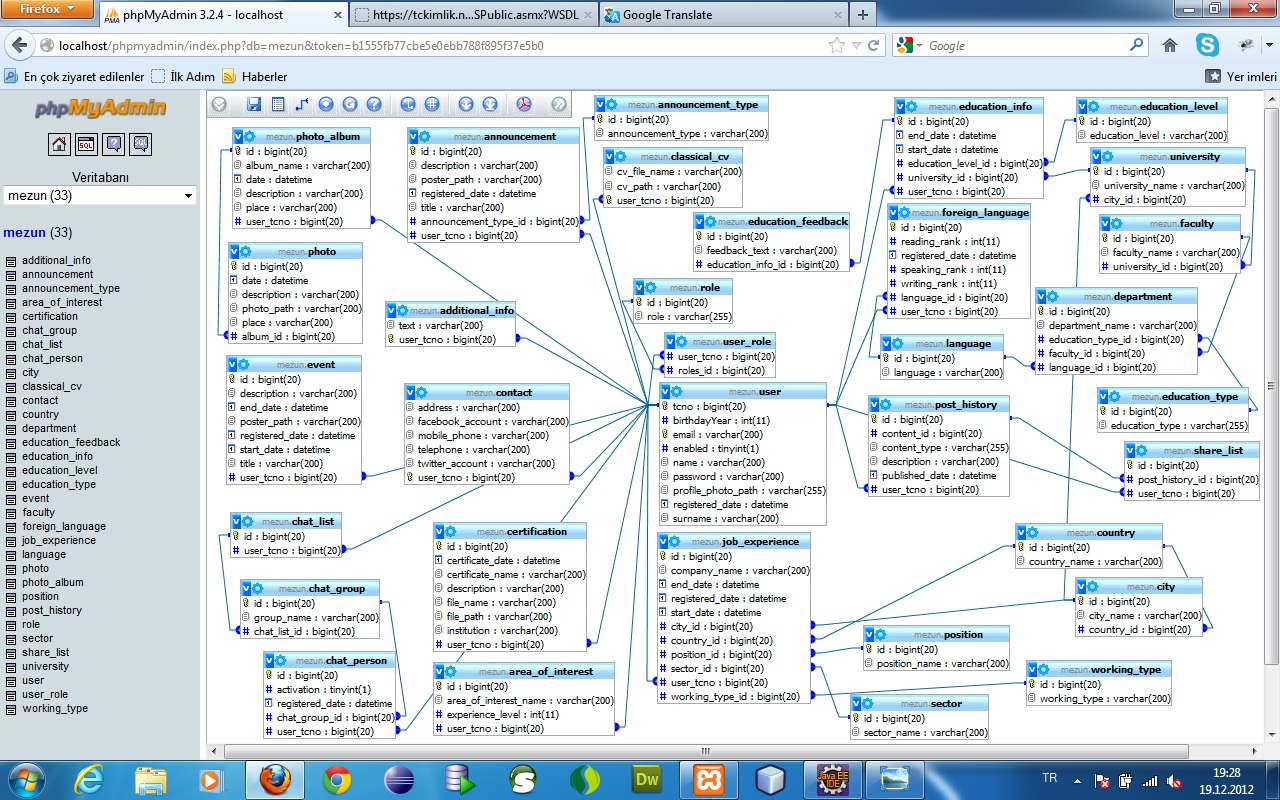 Firefox
phpMyAdmin 3.2.4 - localhost
https://tckimlik.n...SPublic.asmx?WSDL
Google Translate
localhost/phpmyadmin/index.php?db=mezun&token=b1555fb77cbe5e0ebb788f895f37e5b0
Google
En çok ziyaret edilenler
İlk Adım
Haberler
Yer imleri
phpMyAdmin
Veritabanı
mezun (33)
mezun (33)
additional_info
announcement
announcement_type
area_of_interest
certification
chat_group
chat_list
chat_person
city
classical_cv
contact
country
department
education_feedback
education_info
education_level
education_type
event
faculty
foreign_language
job_experience
language
photo
photo_album
position
post_history
role
sector
share_list
university
user
user_role
working_type
mezun.photo_album
id : bigint(20)
album_name : varchar(200)
date : datetime
description : varchar(200)
place : varchar(200)
user_tcno : bigint(20)
mezun.photo
id : bigint(20)
date : datetime
description : varchar(200)
photo_path : varchar(200)
place : varchar(200)
album_id : bigint(20)
mezun.event
id : bigint(20)
description : varchar(200)
end_date : datetime
poster_path : varchar(200)
registered_date : datetime
start_date : datetime
title : varchar(200)
user_tcno : bigint(20)
mezun.chat_list
id : bigint(20)
user_tcno : bigint(20)
mezun.chat_group
id : bigint(20)
group_name : varchar(200)
chat_list_id : bigint(20)
mezun.chat_person
id : bigint(20)
activation : tinyint(1)
registered_date : datetime
chat_group_id : bigint(20)
user_tcno : bigint(20)
mezun.announcement
id : bigint(20)
description : varchar(200)
poster_path : varchar(200)
registered_date : datetime
title : varchar(200)
announcement_type_id : bigint(20)
user_tcno : bigint(20)
mezun.additional_info
text : varchar(200)
user_tcno : bigint(20)
mezun.contact
address : varchar(200)
facebook_account : varchar(200)
mobile_phone : varchar(200)
telephone : varchar(200)
twitter_account : varchar(200)
user_tcno : bigint(20)
mezun.certification
id : bigint(20)
certificate_date : datetime
certificate_name : varchar(200)
description : varchar(200)
file_name : varchar(200)
file_path : varchar(200)
institution : varchar(200)
user_tcno : bigint(20)
mezun.area_of_interest
id : bigint(20)
area_of_interest_name : varchar(200)
experience_level : int(11)
user_tcno : bigint(20)
mezun.announcement_type
id : bigint(20)
announcement_type : varchar(200)
mezun.classical_cv
cv_file_name : varchar(200)
cv_path : varchar(200)
user_tcno : bigint(20)
mezun.education_feedback
id : bigint(20)
feedback_text : varchar(200)
education_info_id : bigint(20)
mezun.role
id : bigint(20)
role : varchar(255)
mezun.user_role
user_tcno : bigint(20)
roles_id : bigint(20)
mezun.user
tcno : bigint(20)
birthdayYear : int(11)
email : varchar(200)
enabled : tinyint(1)
name : varchar(200)
password : varchar(200)
profile_photo_path : varchar(255)
registered_date : datetime
surname : varchar(200)
mezun.job_experience
id : bigint(20)
company_name : varchar(200)
end_date : datetime
registered_date : datetime
start_date : datetime
city_id : bigint(20)
country_id : bigint(20)
position_id : bigint(20)
sector_id : bigint(20)
user_tcno : bigint(20)
working_type_id : bigint(20)
mezun.education_info
id : bigint(20)
end_date : datetime
start_date : datetime
education_level_id : bigint(20)
university_id : bigint(20)
user_tcno : bigint(20)
mezun.foreign_language
id : bigint(20)
reading_rank : int(11)
registered_date : datetime
speaking_rank : int(11)
writing_rank : int(11)
language_id : bigint(20)
user_tcno : bigint(20)
mezun.language
id : bigint(20)
language : varchar(200)
mezun.post_history
id : bigint(20)
content_id : bigint(20)
content_type : varchar(255)
description : varchar(200)
published_date : datetime
user_tcno : bigint(20)
mezun.position
id : bigint(20)
position_name : varchar(200)
mezun.sector
id : bigint(20)
sector_name : varchar(200)
mezun.education_level
id : bigint(20)
education_level : varchar(200)
mezun.university
id : bigint(20)
university_name : varchar(200)
city_id : bigint(20)
mezun.faculty
id : bigint(20)
faculty_name : varchar(200)
university_id : bigint(20)
mezun.department
id : bigint(20)
department_name : varchar(200)
education_type_id : bigint(20)
faculty_id : bigint(20)
language_id : bigint(20)
mezun.education_type
id : bigint(20)
education_type : varchar(255)
mezun.share_list
id : bigint(20)
post_history_id : bigint(20)
user_tcno : bigint(20)
mezun.country
id : bigint(20)
country_name : varchar(200)
mezun.city
id : bigint(20)
city_name : varchar(200)
country_id : bigint(20)
mezun.working_type
id : bigint(20)
working_type : varchar(200)
Dw
Java EE
IDE
TR
19:28
19.12.2012